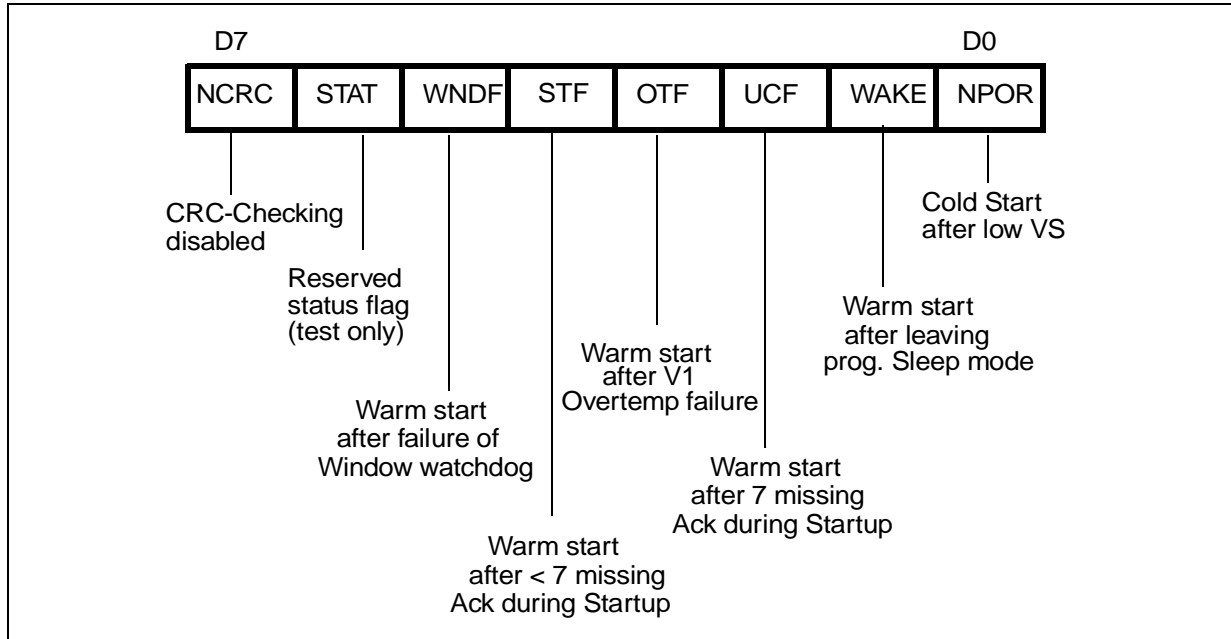 D7 D0
NCRC STAT WNDF STF OTF UCF WAKE NPOR
CRC-Checking
disabled
Reserved
status flag
(test only)
Warm start
after failure of
Window watchdog
Warm start
after < 7 missing
Ack during Startup
Warm start
after V1
Overtemp failure
Warm start
after 7 missing
Ack during Startup
Warm start
after leaving
prog. Sleep mode
Cold Start
after low VS